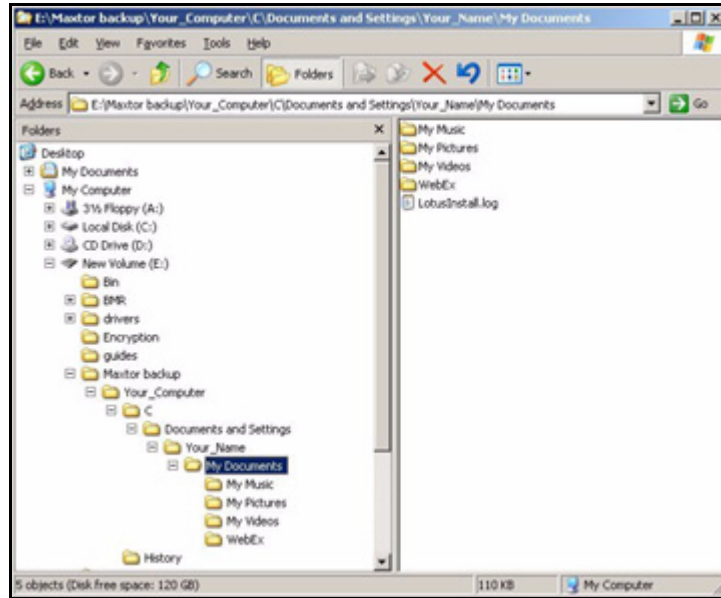 E:\Maxtor backup\Your_Computer\C\Documents and Settings\Your_Name\My Documents
File Edit View Favorites Tools Help
Back Search Folders
Address E:\Maxtor backup\Your_Computer\C\Documents and Settings\Your_Name\My Documents Go
Folders
Desktop
My Documents
My Computer
3½ Floppy (A:)
Local Disk (C:)
CD Drive (D:)
New Volume (E:)
Bin
BMR
drivers
Encryption
guides
Maxtor backup
Your_Computer
C
Documents and Settings
Your_Name
My Documents
My Music
My Pictures
My Videos
WebEx
History
My Music
My Pictures
My Videos
WebEx
LotusInstall.log
5 objects (Disk free space: 120 GB) 110 KB My Computer